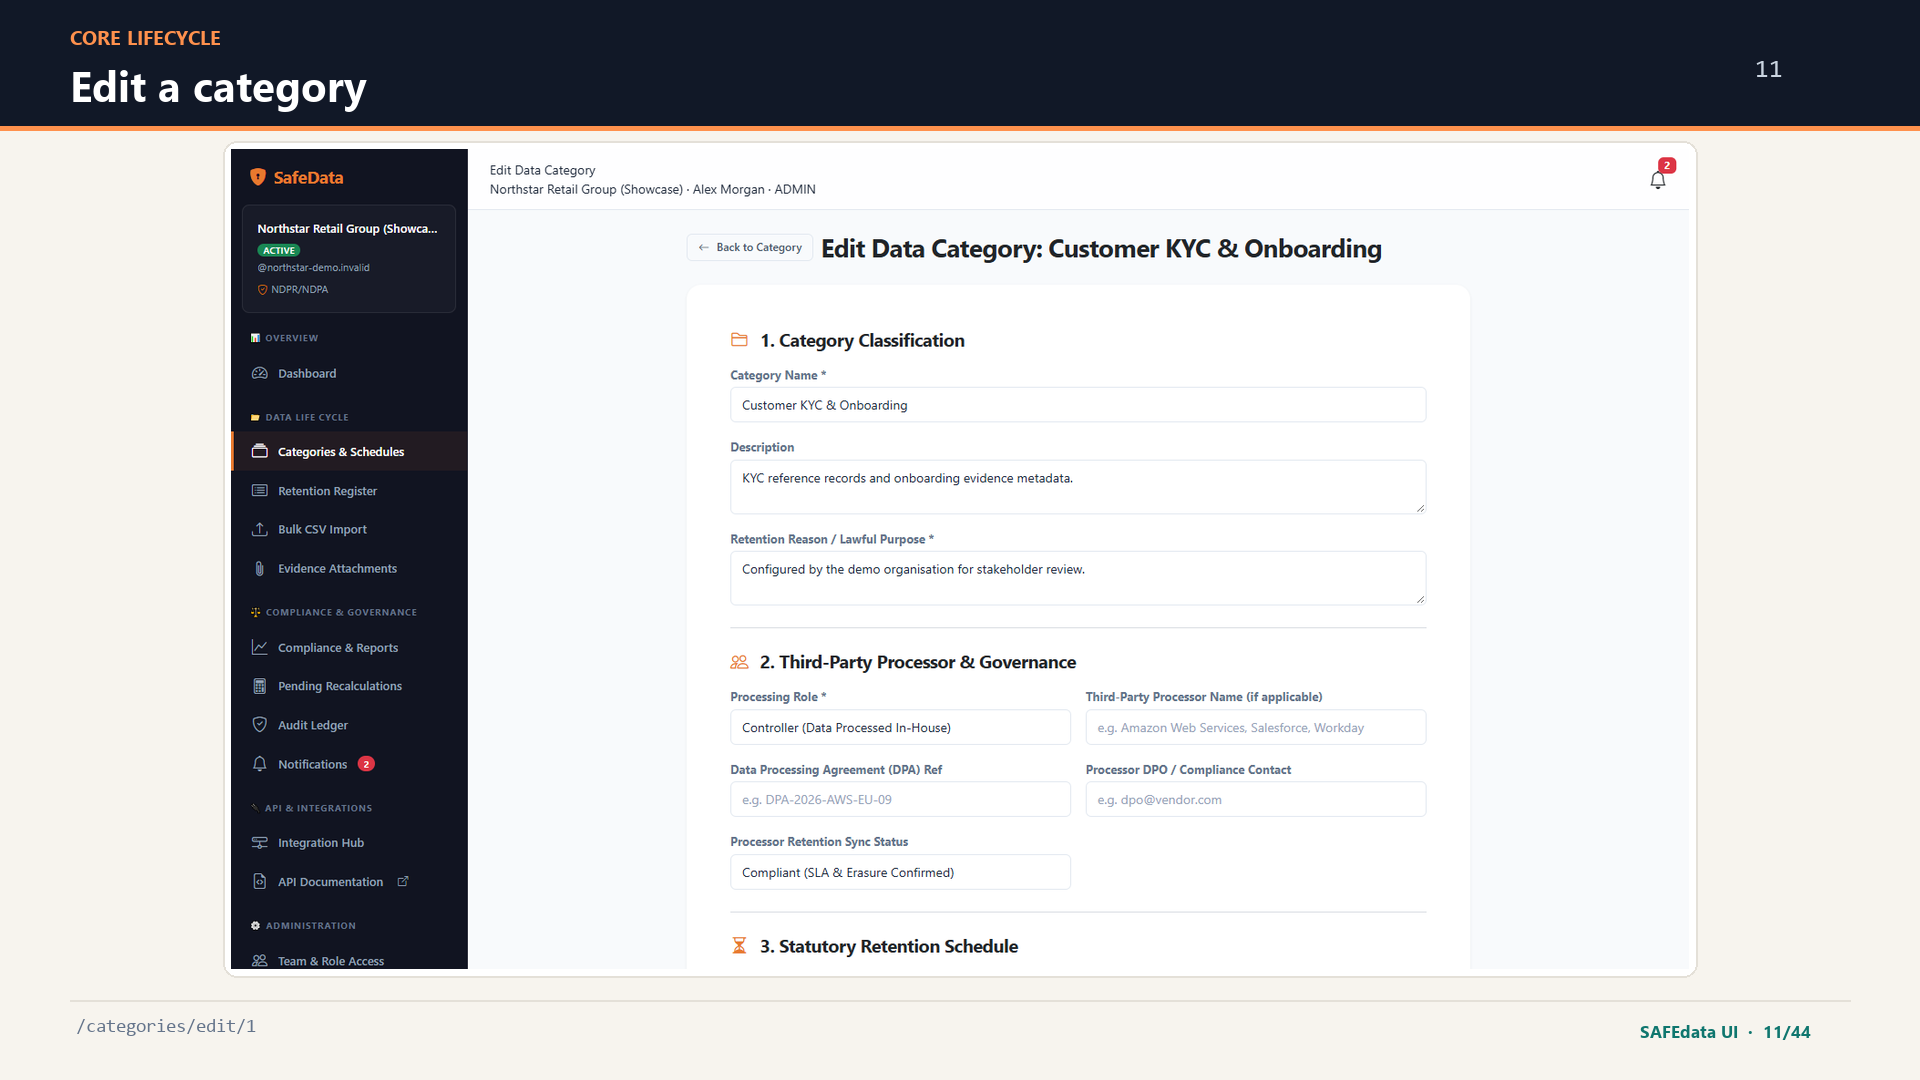 CORE LIFECYCLE
Edit a category
11
SafeData
Northstar Retail Group (Showca...
ACTIVE
@northstar-demo.invalid
NDPR/NDPA
OVERVIEW
Dashboard
DATA LIFE CYCLE
Categories & Schedules
Retention Register
Bulk CSV Import
Evidence Attachments
COMPLIANCE & GOVERNANCE
Compliance & Reports
Pending Recalculations
Audit Ledger
Notifications 2
API & INTEGRATIONS
Integration Hub
API Documentation
ADMINISTRATION
Team & Role Access
Edit Data Category
Northstar Retail Group (Showcase) · Alex Morgan · ADMIN
2
← Back to Category
Edit Data Category: Customer KYC & Onboarding
1. Category Classification
Category Name *
Customer KYC & Onboarding
Description
KYC reference records and onboarding evidence metadata.
Retention Reason / Lawful Purpose *
Configured by the demo organisation for stakeholder review.
2. Third-Party Processor & Governance
Processing Role *
Controller (Data Processed In-House)
Third-Party Processor Name (if applicable)
e.g. Amazon Web Services, Salesforce, Workday
Data Processing Agreement (DPA) Ref
e.g. DPA-2026-AWS-EU-09
Processor DPO / Compliance Contact
e.g. dpo@vendor.com
Processor Retention Sync Status
Compliant (SLA & Erasure Confirmed)
3. Statutory Retention Schedule
/categories/edit/1
SAFEdata UI · 11/44